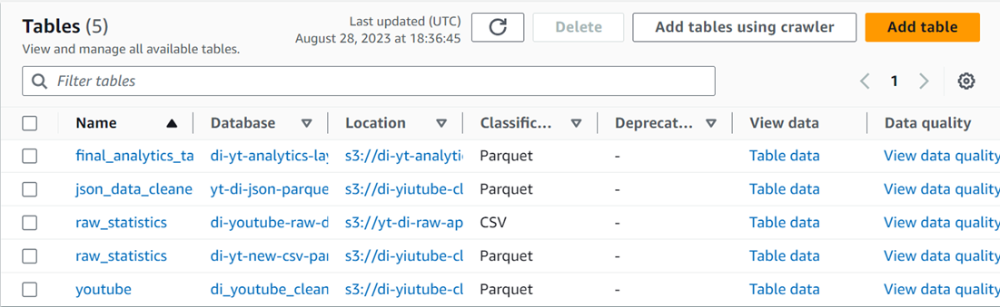 Tables (5)
View and manage all available tables.
Last updated (UTC)
August 28, 2023 at 18:36:45
Delete
Add tables using crawler
Add table
Filter tables
1
Name Database Location Classific... Deprecat... View data Data quality
final_analytics_ta di-yt-analytics-lay s3://di-yt-analytic Parquet - Table data View data quality
json_data_cleane yt-di-json-parque s3://di-yiutube-cl Parquet - Table data View data quality
raw_statistics di-youtube-raw-d s3://yt-di-raw-ap CSV - Table data View data quality
raw_statistics di-yt-new-csv-par s3://di-yiutube-cl Parquet - Table data View data quality
youtube di_youtube_clean s3://di-yiutube-cl Parquet - Table data View data quality